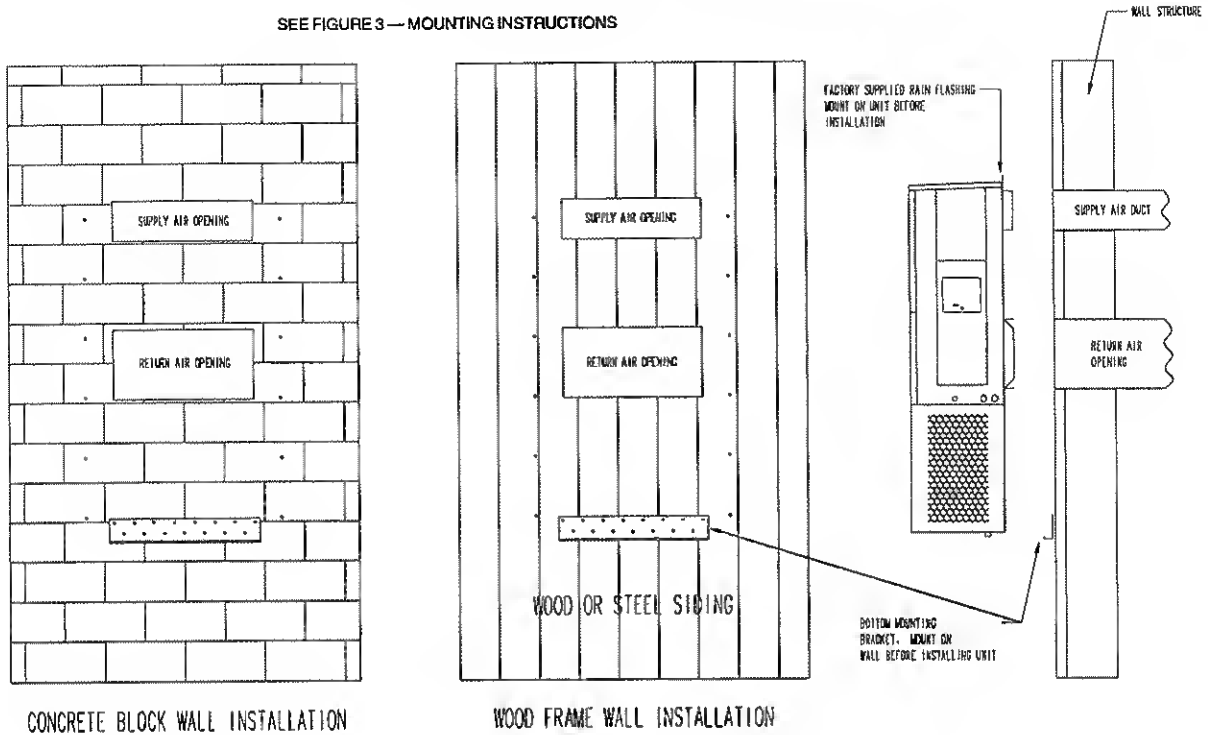 SEE FIGURE 3 — MOUNTING INSTRUCTIONS
WALL STRUCTURE
FACTORY SUPPLIED RAIN FLASHING
MOUNT ON UNIT BEFORE
INSTALLATION
SUPPLY AIR OPENING
SUPPLY AIR OPENING
SUPPLY AIR DUCT
RETURN AIR OPENING
RETURN AIR OPENING
RETURN AIR
OPENING
WOOD OR STEEL SIDING
BOTTOM MOUNTING
BRACKET. MOUNT ON
WALL BEFORE INSTALLING UNIT
CONCRETE BLOCK WALL INSTALLATION
WOOD FRAME WALL INSTALLATION